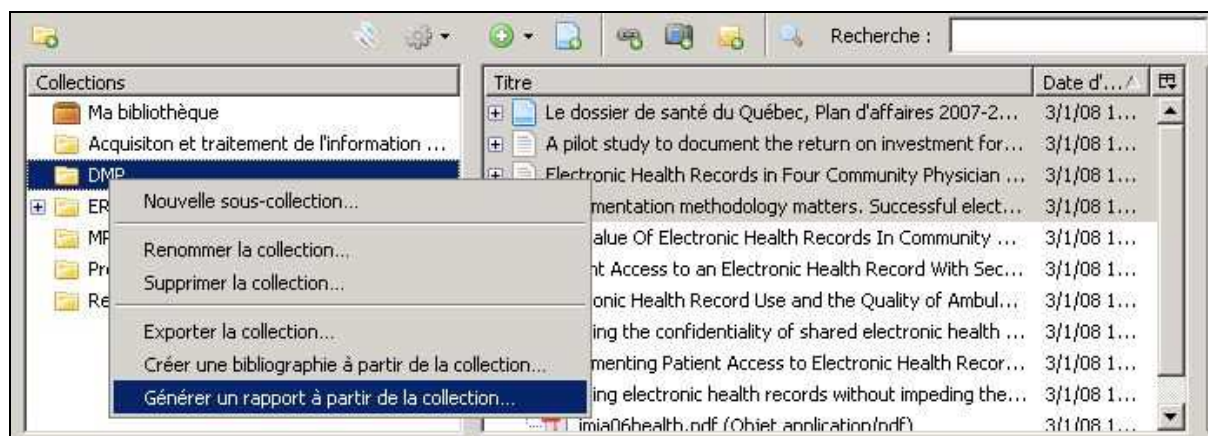 Recherche :
Collections
Titre
Date d'...
Ma bibliothèque
Acquisiton et traitement de l'information ...
DMP
ER
MP
Pr
Re
Nouvelle sous-collection...
Renommer la collection...
Supprimer la collection...
Exporter la collection...
Créer une bibliographie à partir de la collection...
Générer un rapport à partir de la collection...
Le dossier de santé du Québec, Plan d'affaires 2007-2... 3/1/08 1...
A pilot study to document the return on investment for... 3/1/08 1...
Electronic Health Records in Four Community Physician ... 3/1/08 1...
mentation methodology matters. Successful elect... 3/1/08 1...
alue Of Electronic Health Records In Community ... 3/1/08 1...
nt Access to an Electronic Health Record With Sec... 3/1/08 1...
onic Health Record Use and the Quality of Ambul... 3/1/08 1...
ing the confidentiality of shared electronic health ... 3/1/08 1...
menting Patient Access to Electronic Health Recor... 3/1/08 1...
ing electronic health records without impeding the... 3/1/08 1...
imia06health.pdf (Objet application/pdf) 3/1/08 1...